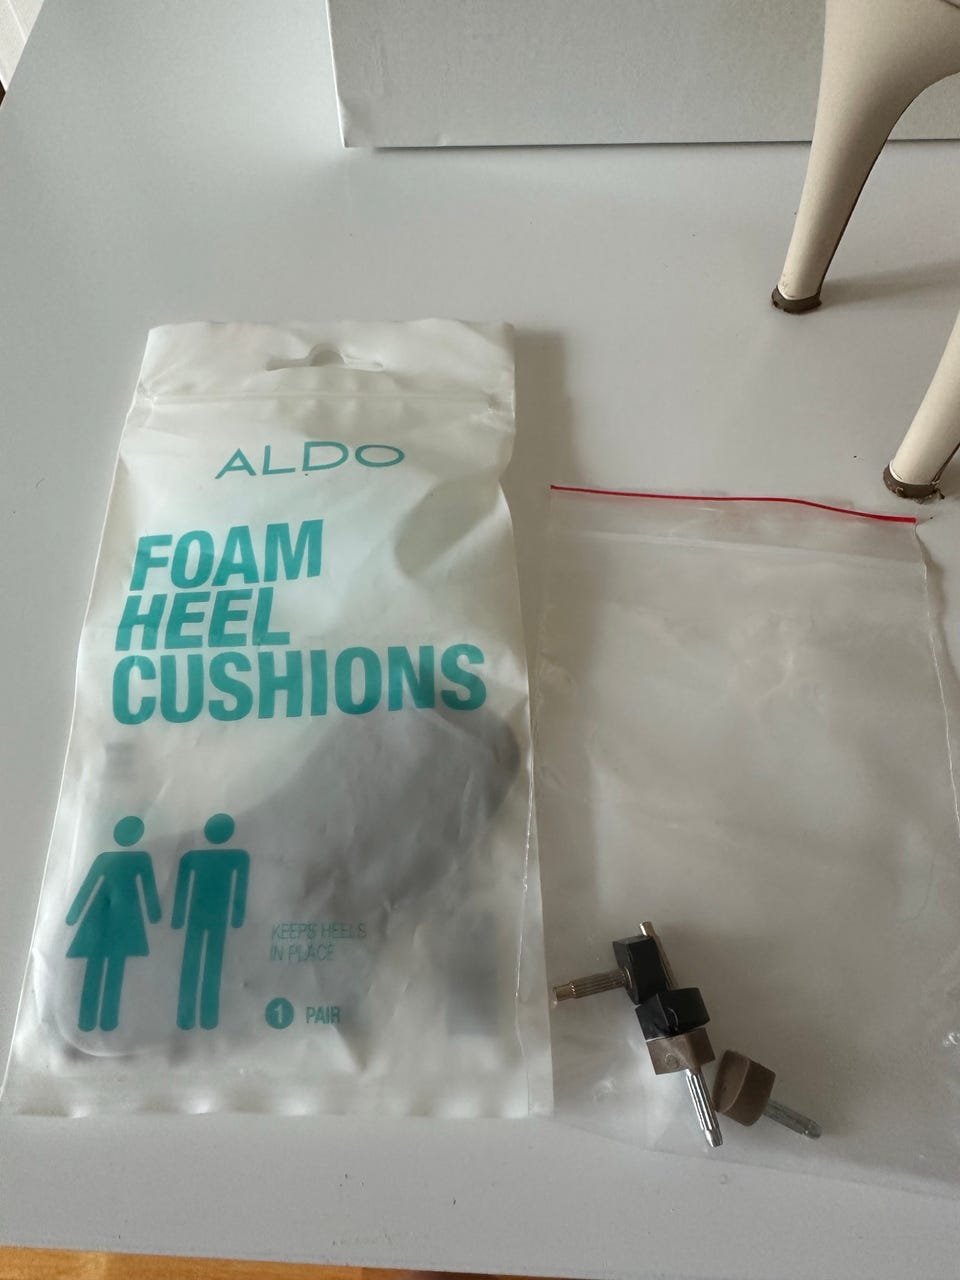 ALDO
FOAM
HEEL
CUSHIONS
KEEPS HEELS
IN PLACE
1 PAIR